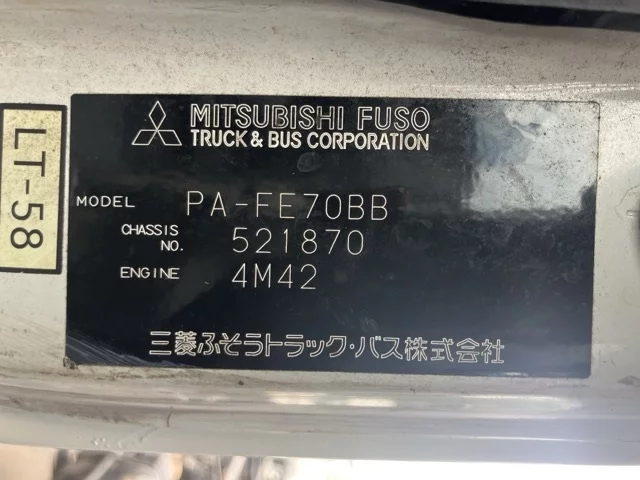 MITSUBISHI FUSO
TRUCK & BUS CORPORATION
LT-58
MODEL PA-FE70BB
CHASSIS NO. 521870
ENGINE 4M42
三菱ふそうトラック・バス株式会社